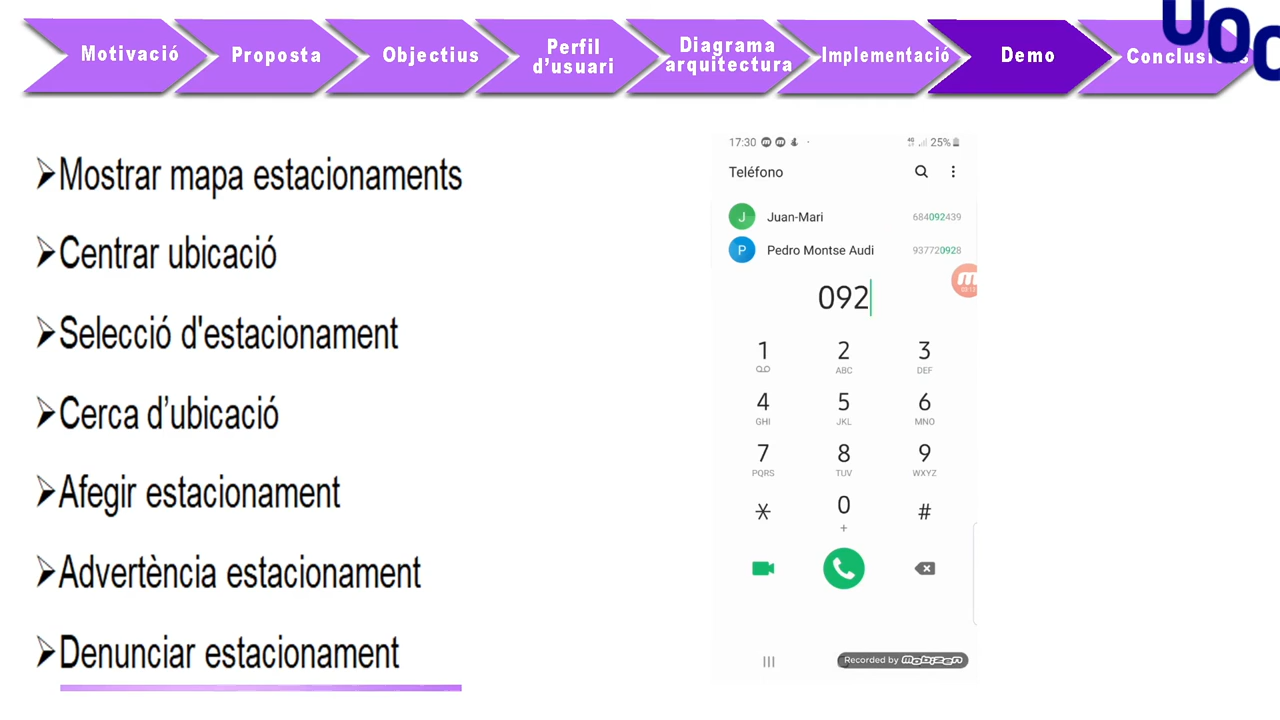 Motivació
Proposta
Objectius
Perfil
d'usuari
Diagrama
arquitectura
Implementació
Demo
Conclusions
UOC
➢Mostrar mapa estacionaments
➢Centrar ubicació
➢Selecció d'estacionament
➢Cerca d'ubicació
➢Afegir estacionament
➢Advertència estacionament
➢Denunciar estacionament
17:30
25%
Teléfono
J Juan-Mari 684092439
P Pedro Montse Audi 937720928
092
1 2 3
ABC DEF
4 5 6
GHI JKL MNO
7 8 9
PQRS TUV WXYZ
* 0 #
+
Recorded by mobizen